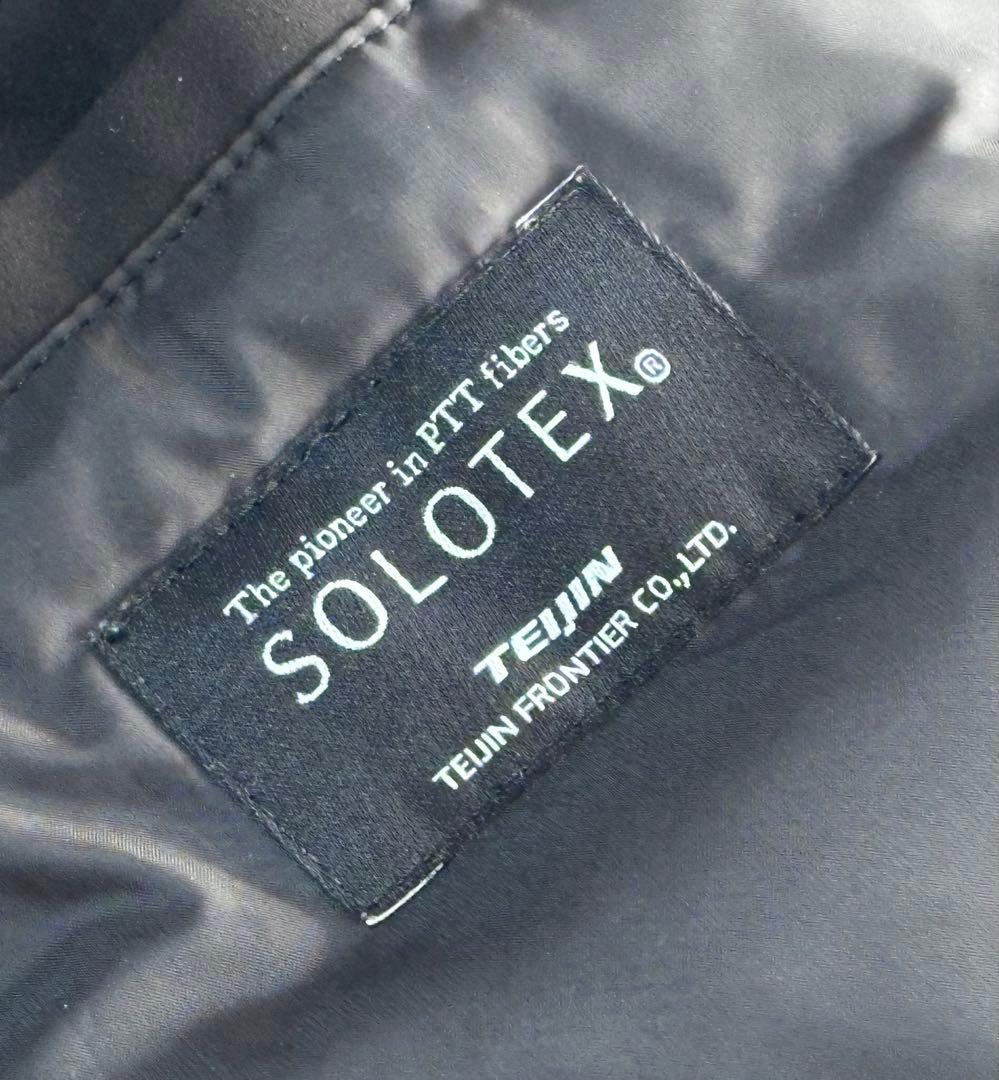 The pioneer in PTT fibers
SOLOTEX®
TEIJIN
TEIJIN FRONTIER CO.,LTD.